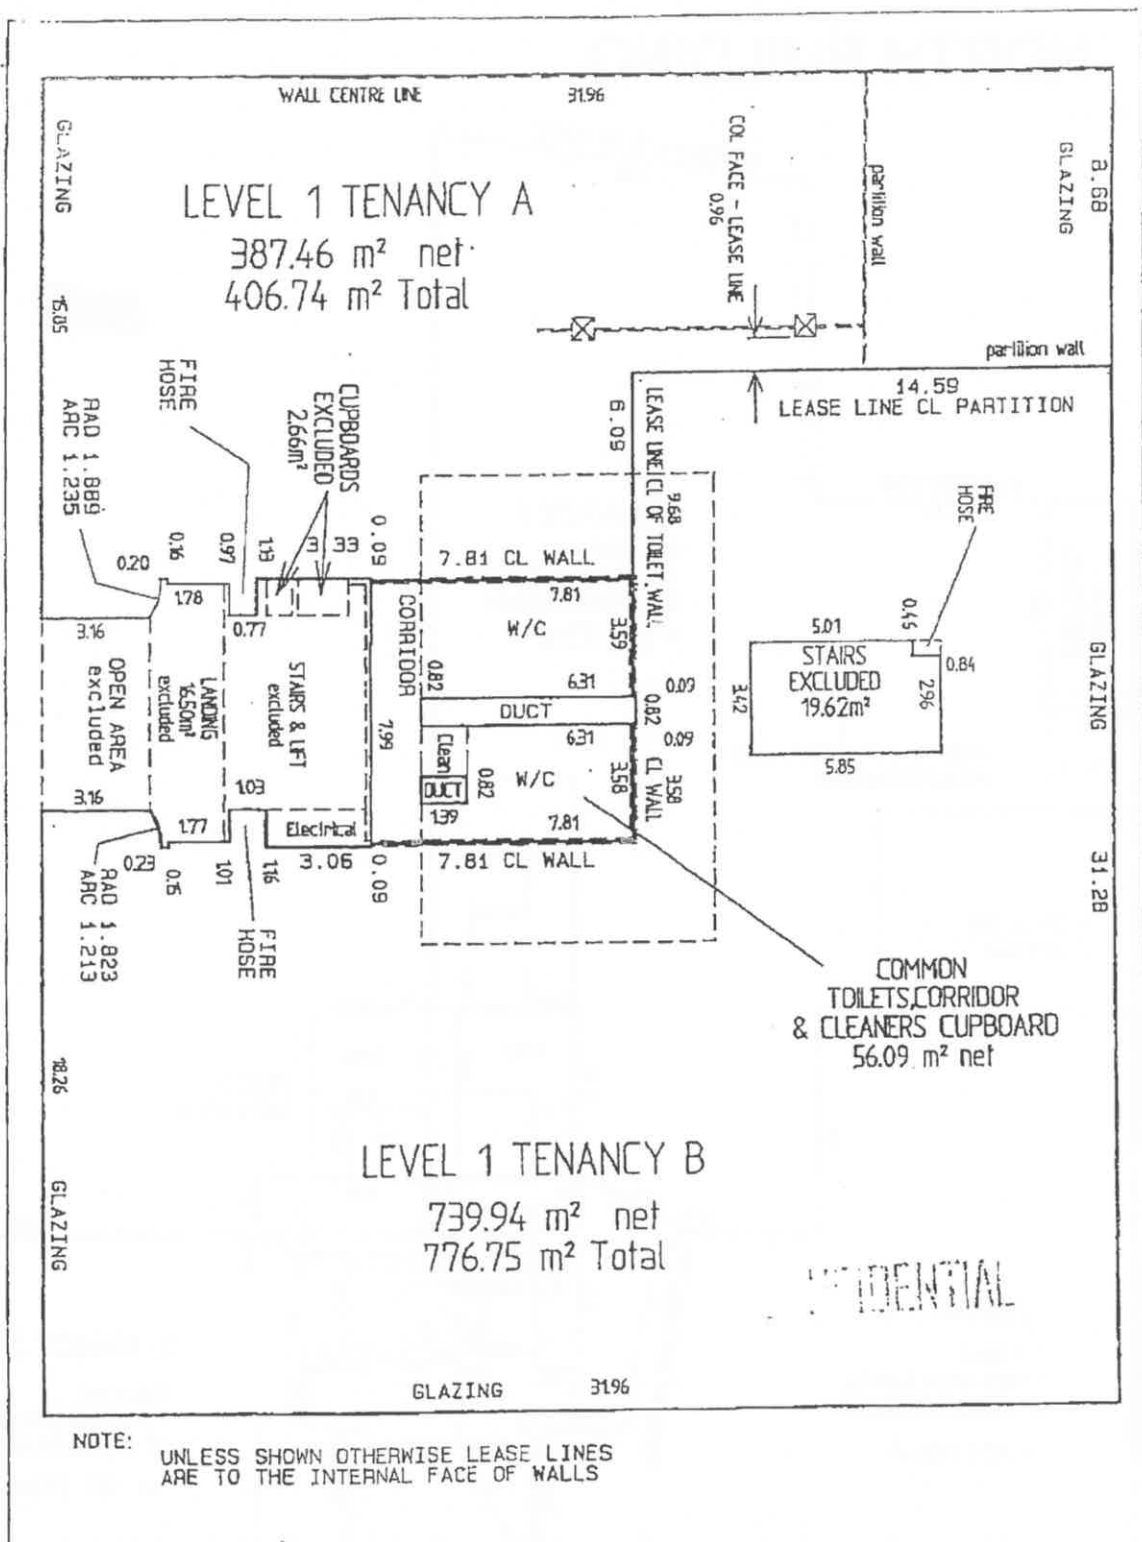 WALL CENTRE LINE 31.96
GLAZING
15.85
LEVEL 1 TENANCY A
387.46 m² net
406.74 m² Total
COL FACE - LEASE LINE
0.96
partition wall
GLAZING
8.68
partition wall
14.59
LEASE LINE CL PARTITION
FIRE
HOSE
CUPBOARDS
EXCLUDED
2.66m²
RAD 1.889
ARC 1.235
0.20
0.16
0.97
1.13
3.33
0.09
6.09
LEASE LINE(CL OF TOILET WALL
9.68
7.81 CL WALL
7.81
1.78
3.16
0.77
CORRIDOR
W/C
3.59
0.82
6.31
0.09
DUCT
0.82
6.31
0.09
OPEN AREA
excluded
LANDING
16.50m²
excluded
STAIRS & LIFT
excluded
7.99
Clean
DUCT
0.82
W/C
3.58
CL WALL
3.58
1.39
7.81
3.16
1.03
1.77
Electrical
3.06
0.09
7.81 CL WALL
0.23
0.15
1.01
1.16
RAD 1.823
ARC 1.213
FIRE
HOSE
FIRE
HOSE
5.01
0.45
0.84
STAIRS
EXCLUDED
19.62m²
3.42
2.96
5.85
GLAZING
31.28
COMMON
TOILETS,CORRIDOR
& CLEANERS CUPBOARD
56.09 m² net
18.26
GLAZING
LEVEL 1 TENANCY B
739.94 m² net
776.75 m² Total
GLAZING 31.96
NOTE:
UNLESS SHOWN OTHERWISE LEASE LINES
ARE TO THE INTERNAL FACE OF WALLS